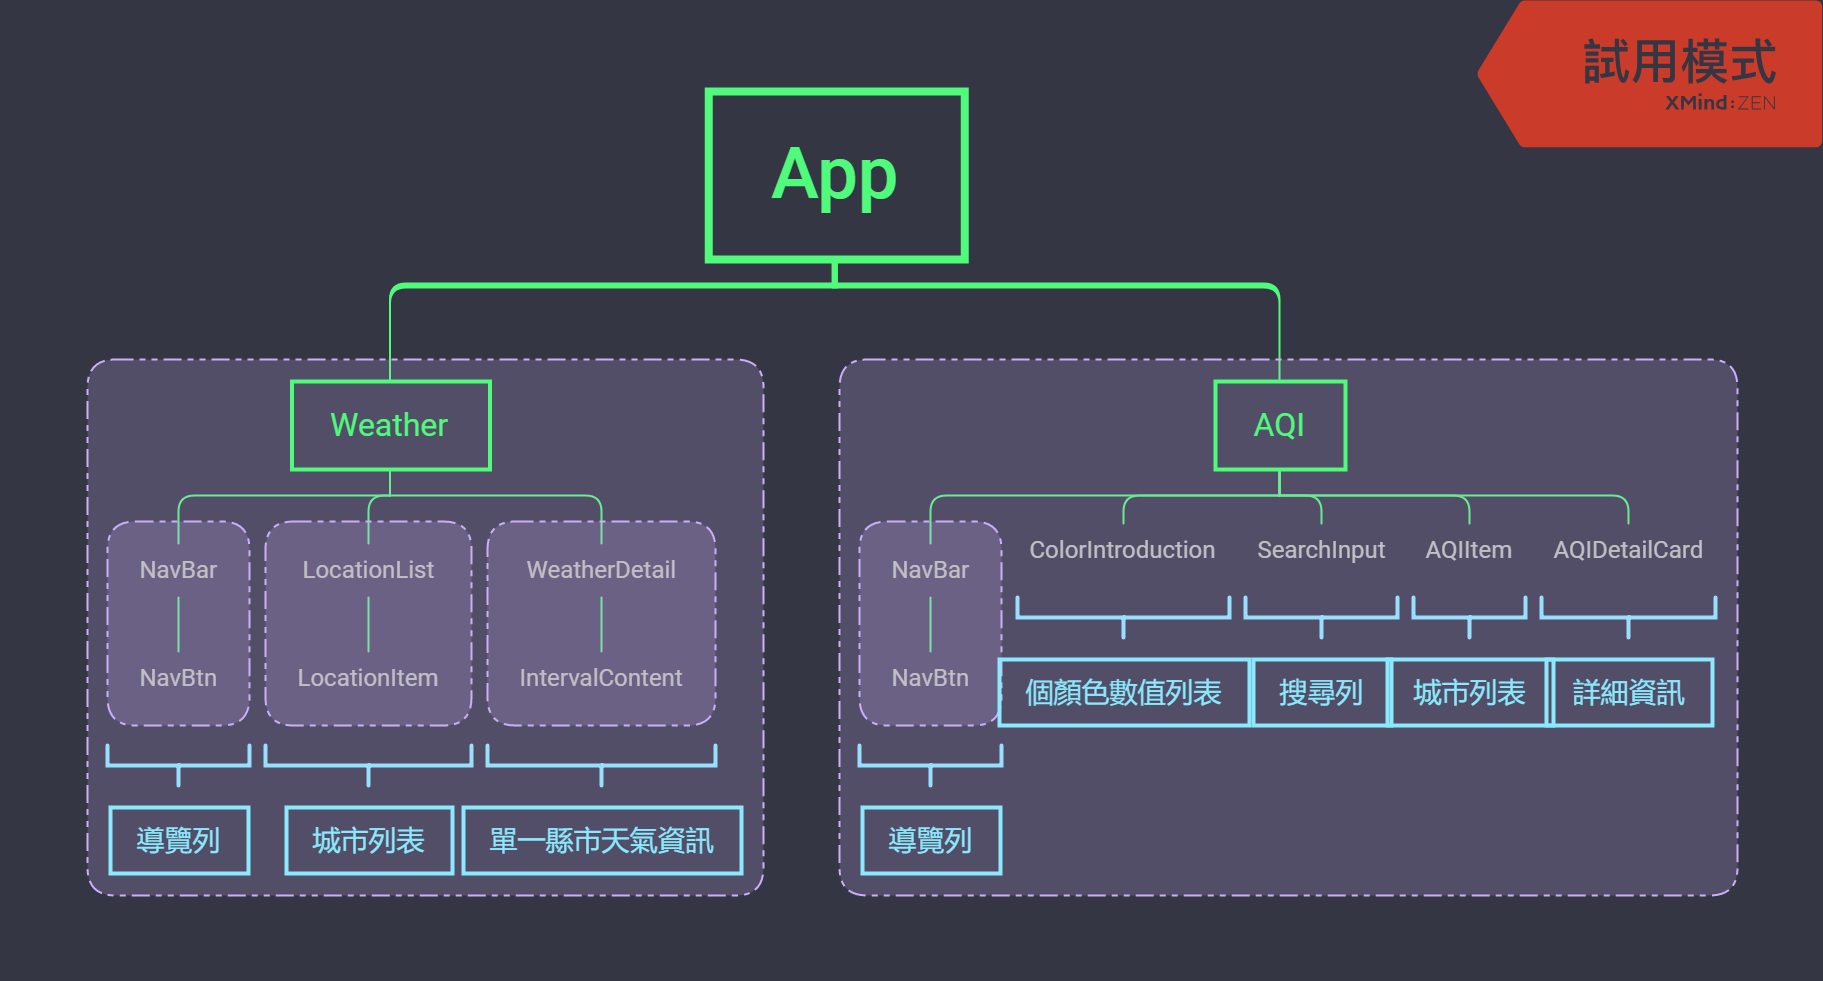 試用模式
XMind:ZEN
App
Weather
AQI
NavBar
LocationList
WeatherDetail
NavBtn
LocationItem
IntervalContent
導覽列
城市列表
單一縣市天氣資訊
NavBar
ColorIntroduction
SearchInput
AQIItem
AQIDetailCard
NavBtn
個顏色數值列表
搜尋列
城市列表
詳細資訊
導覽列